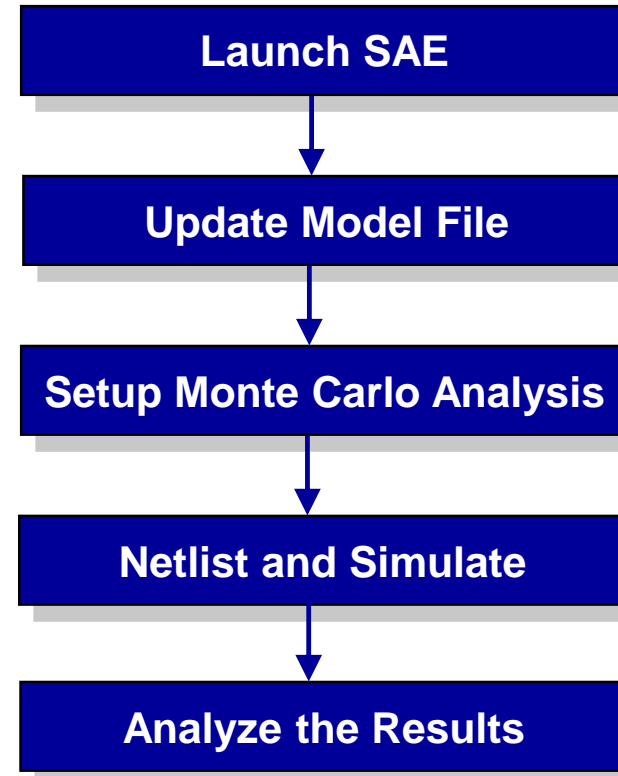 Launch SAE
Update Model File
Setup Monte Carlo Analysis
Netlist and Simulate
Analyze the Results